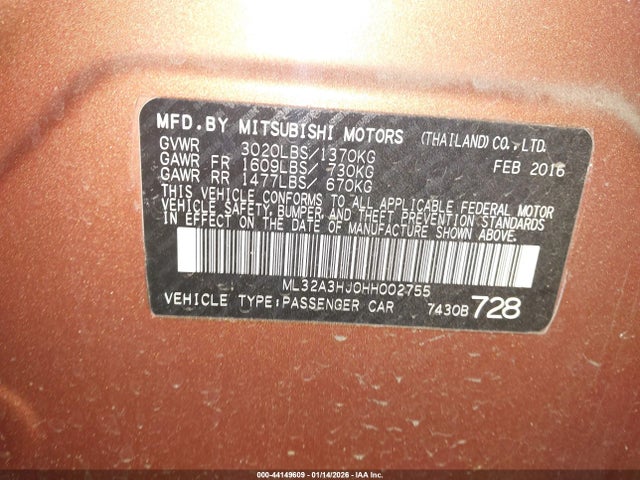 MFD.BY MITSUBISHI MOTORS (THAILAND)CO.,LTD.
GVWR 3020LBS/1370KG FEB 2016
GAWR FR 1609LBS/ 730KG
GAWR RR 1477LBS/ 670KG
THIS VEHICLE CONFORMS TO ALL APPLICABLE FEDERAL MOTOR
VEHICLE SAFETY, BUMPER, AND THEFT PREVENTION STANDARDS
IN EFFECT ON THE DATE OF MANUFACTURE SHOWN ABOVE.
ML32A3HJ0HH002755
VEHICLE TYPE:PASSENGER CAR 7430B 728
000-44149609 - 01/14/2026 - IAA Inc.